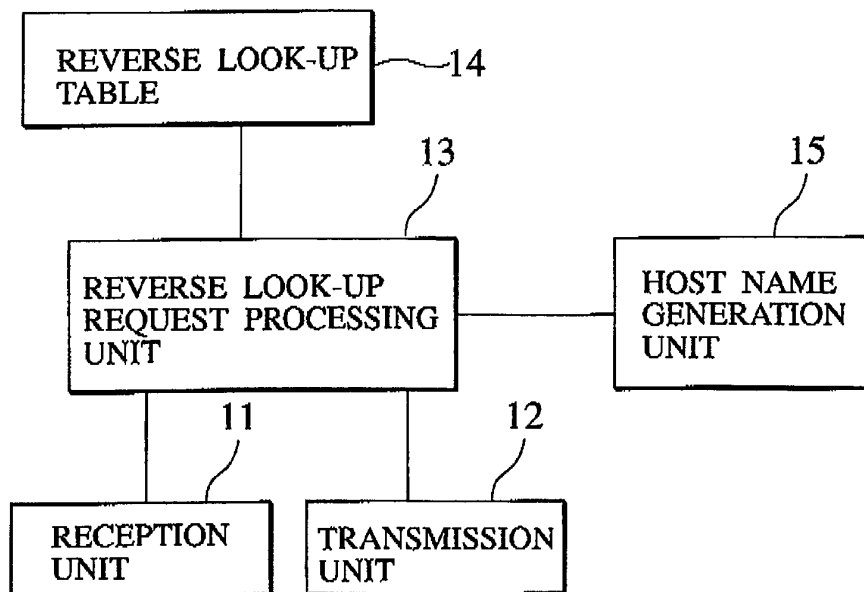 REVERSE LOOK-UP
TABLE
14
13
15
REVERSE LOOK-UP
REQUEST PROCESSING
UNIT
HOST NAME
GENERATION
UNIT
11
12
RECEPTION
UNIT
TRANSMISSION
UNIT